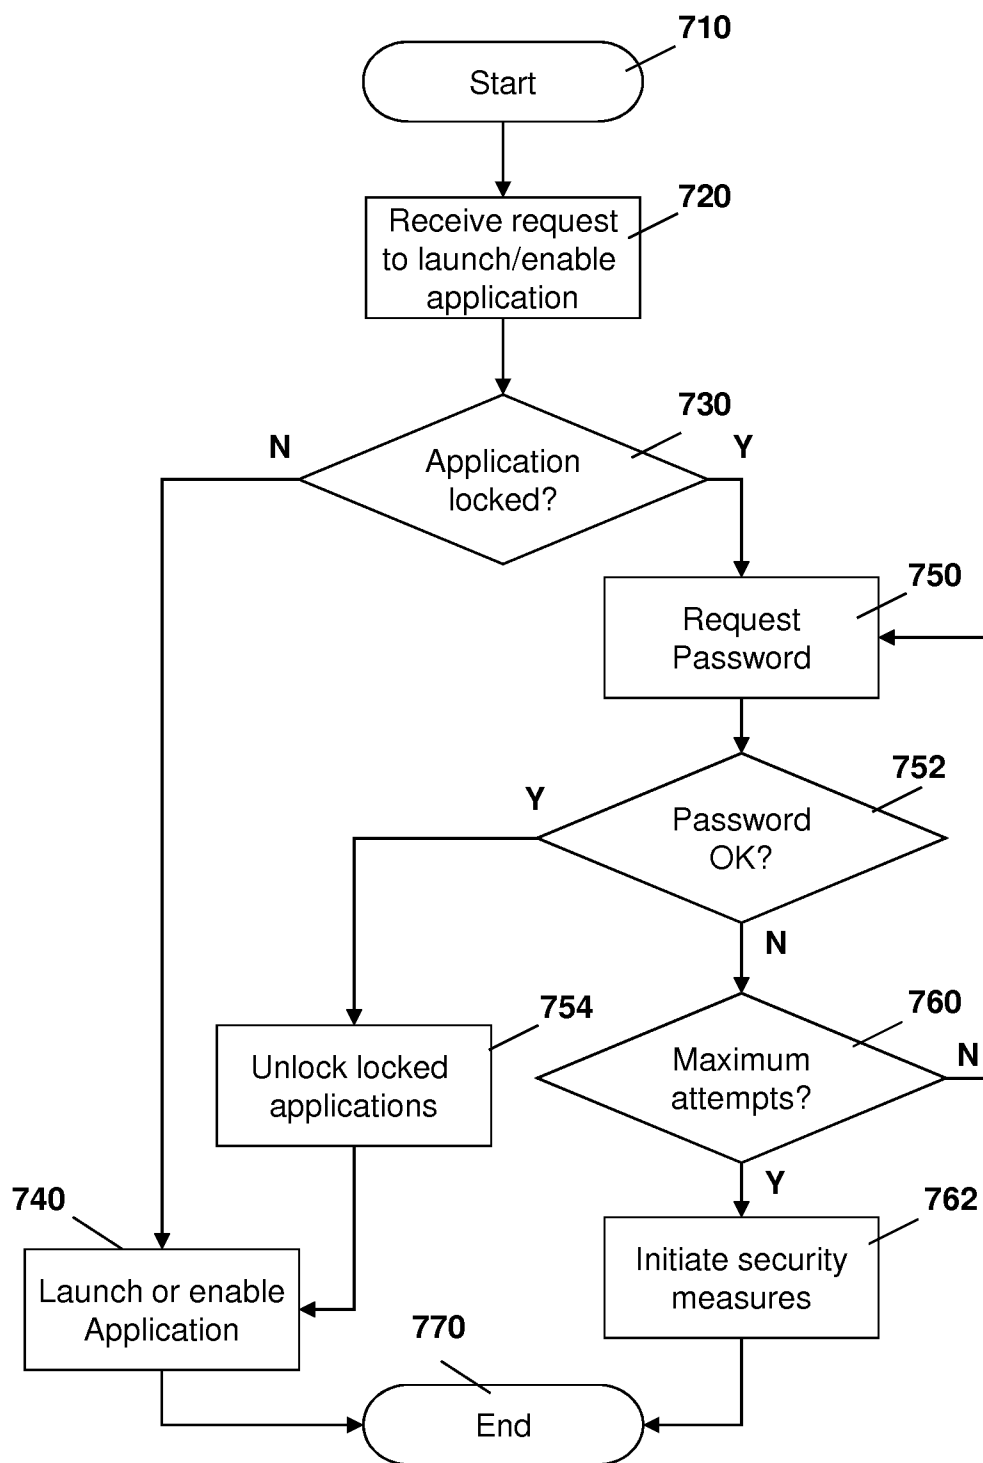 710
Start
720
Receive request
to launch/enable
application
730
N
Y
Application
locked?
750
Request
Password
752
Y
Password
OK?
N
754
760
Unlock locked
applications
Maximum
attempts?
N
Y
740
762
Launch or enable
Application
Initiate security
measures
770
End